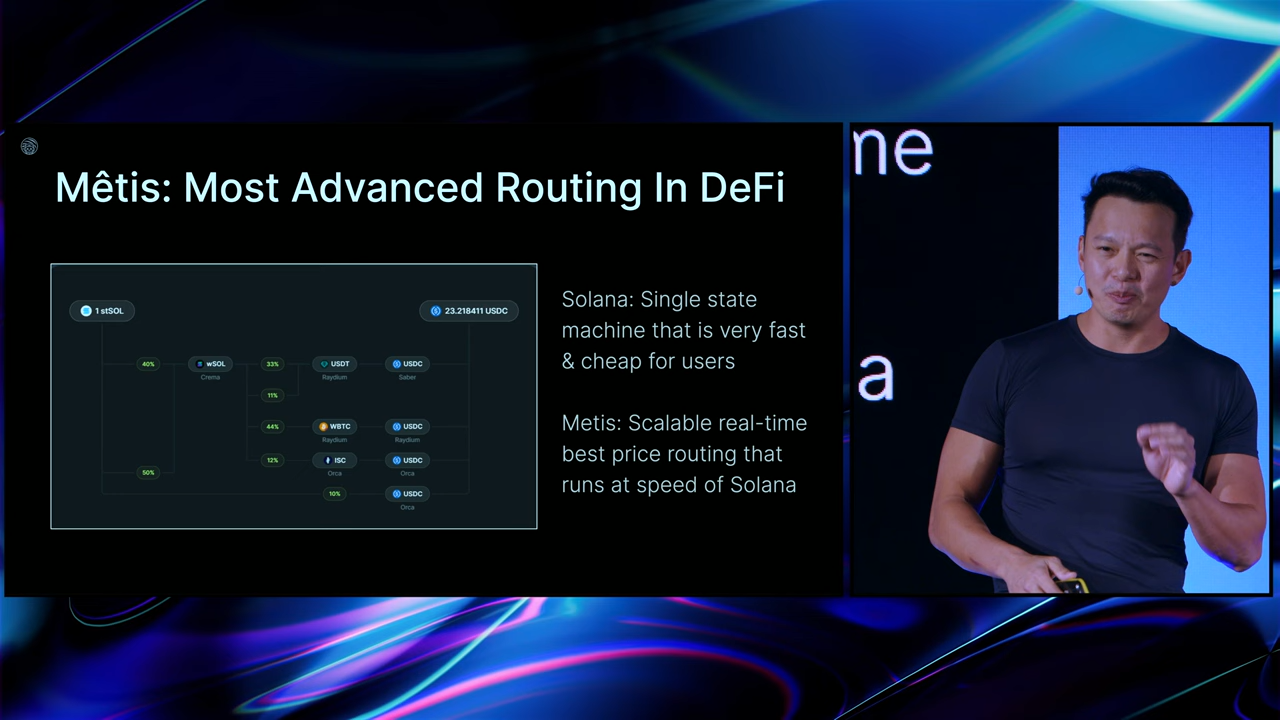 Mêtis: Most Advanced Routing In DeFi
1 stSOL
23.218411 USDC
40%
wSOL
Crema
33%
USDT
Raydium
USDC
Saber
11%
44%
WBTC
Raydium
USDC
Raydium
12%
ISC
Orca
USDC
Orca
50%
10%
USDC
Orca
Solana: Single state
machine that is very fast
& cheap for users
Metis: Scalable real-time
best price routing that
runs at speed of Solana
ne
a